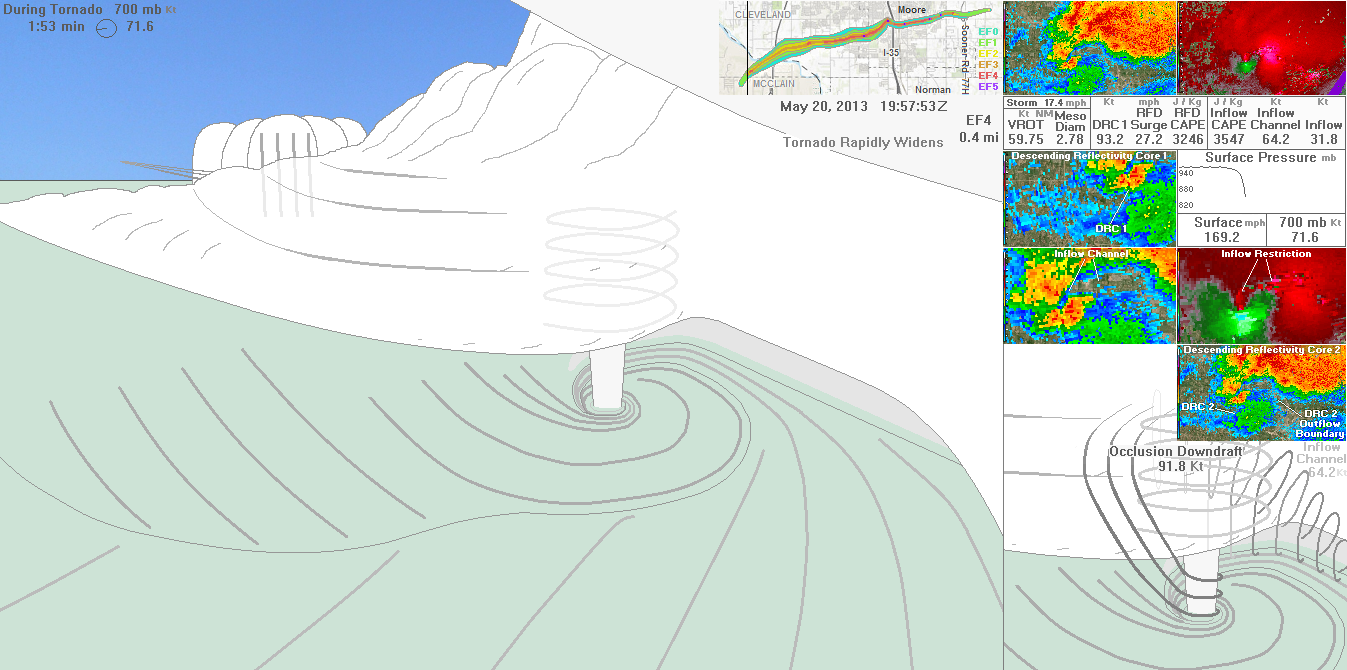 During Tornado 700 mb Kt
1:53 min 71.6
CLEVELAND
Moore
I-35
Sooner Rd
77H
MCCLAIN
Norman
EF0
EF1
EF2
EF3
EF4
EF5
May 20, 2013 19:57:53Z
EF4
0.4 mi
Tornado Rapidly Widens
Storm 17.4 mph
Kt NM
VROT Meso Diam
59.75 2.78
Kt mph J / Kg
DRC1 RFD Surge RFD CAPE
93.2 27.2 3246
J / Kg Kt Kt
Inflow CAPE Inflow Channel Inflow
3547 64.2 31.8
Descending Reflectivity Core 1
DRC 1
Surface Pressure mb
940
880
820
Surface mph 700 mb Kt
169.2 71.6
Inflow Channel
Inflow Restriction
Descending Reflectivity Core 2
DRC 2
DRC 2
Outflow
Boundary
Occlusion Downdraft
91.8 Kt
Inflow
Channel
64.2 Kt